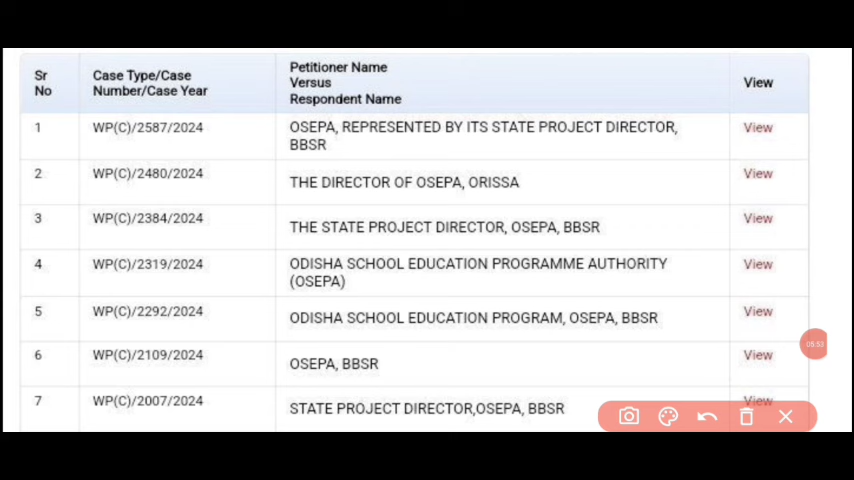 Sr
No
Case Type/Case
Number/Case Year
Petitioner Name
Versus
Respondent Name
View
1
WP(C)/2587/2024
OSEPA, REPRESENTED BY ITS STATE PROJECT DIRECTOR,
BBSR
View
2
WP(C)/2480/2024
THE DIRECTOR OF OSEPA, ORISSA
View
3
WP(C)/2384/2024
THE STATE PROJECT DIRECTOR, OSEPA, BBSR
View
4
WP(C)/2319/2024
ODISHA SCHOOL EDUCATION PROGRAMME AUTHORITY
(OSEPA)
View
5
WP(C)/2292/2024
ODISHA SCHOOL EDUCATION PROGRAM, OSEPA, BBSR
View
05:53
6
WP(C)/2109/2024
OSEPA, BBSR
View
7
WP(C)/2007/2024
STATE PROJECT DIRECTOR,OSEPA, BBSR
View